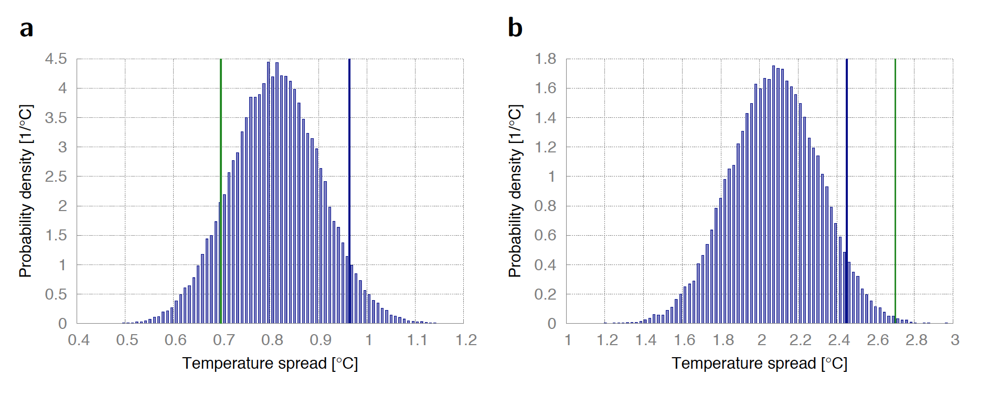 a
b
4.5
4
3.5
3
2.5
2
1.5
1
0.5
0
Probability density [1/°C]
0.4 0.5 0.6 0.7 0.8 0.9 1 1.1 1.2
Temperature spread [°C]
1.8
1.6
1.4
1.2
1
0.8
0.6
0.4
0.2
0
Probability density [1/°C]
1 1.2 1.4 1.6 1.8 2 2.2 2.4 2.6 2.8 3
Temperature spread [°C]